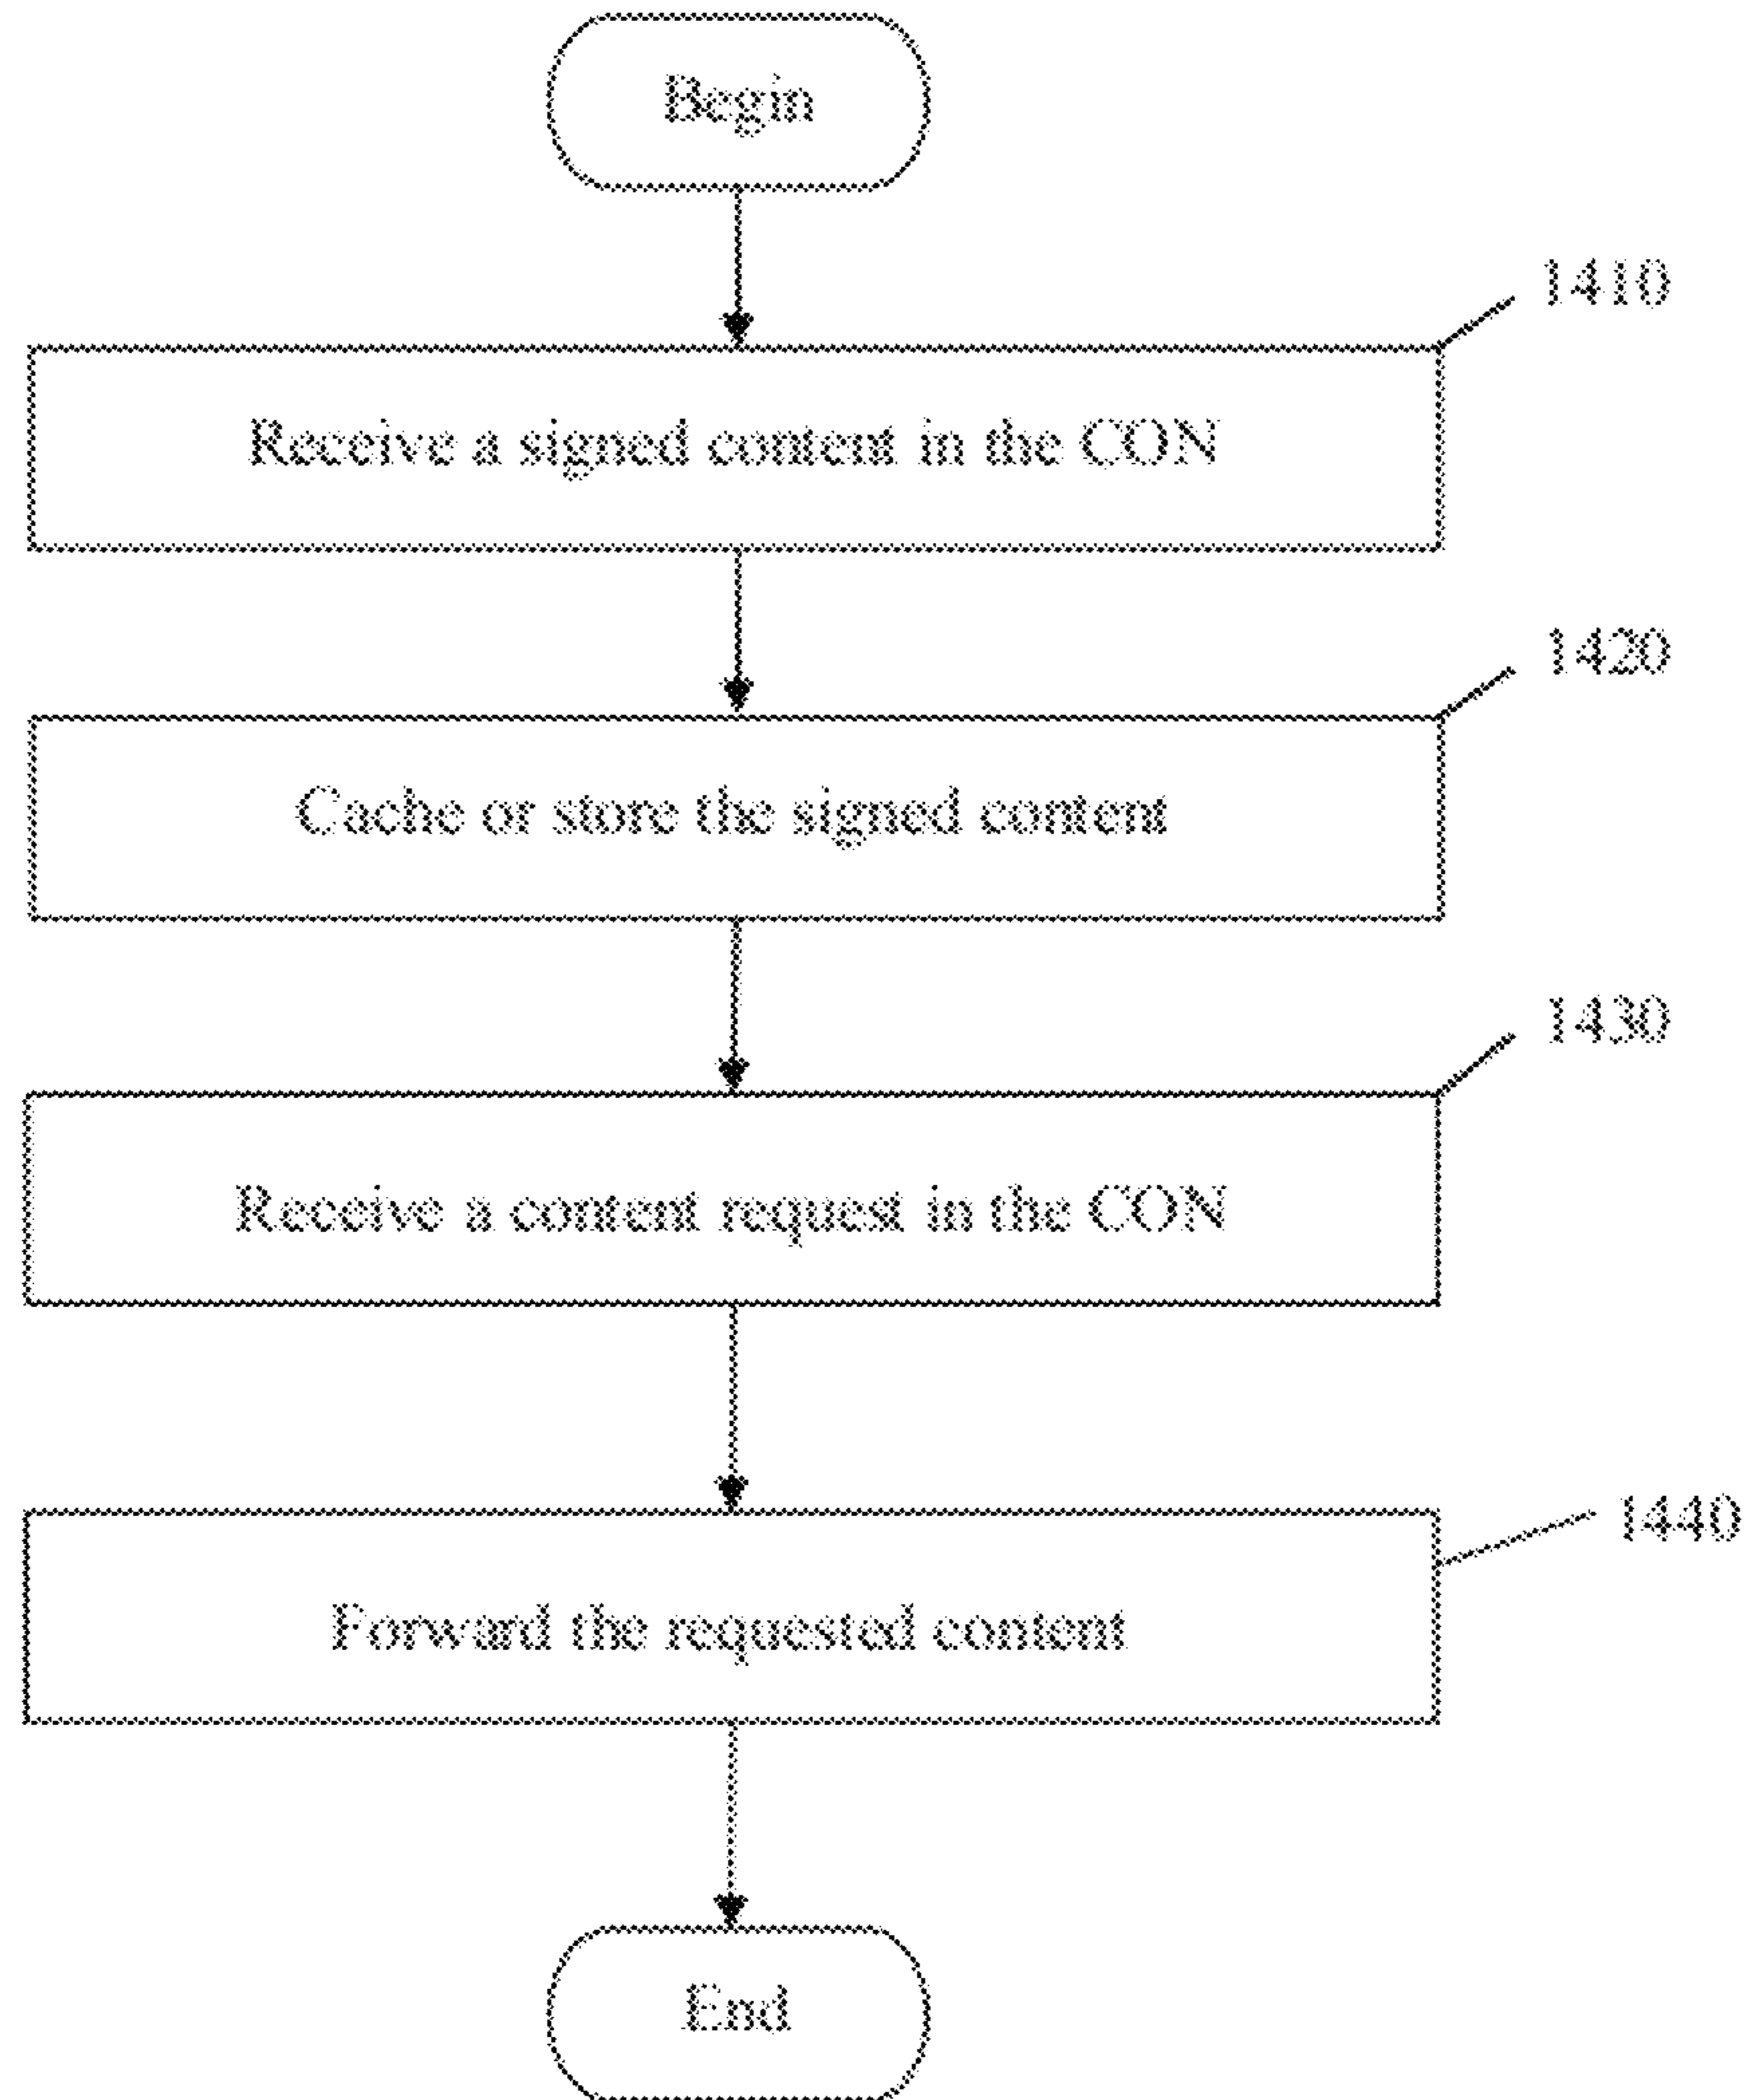 Begin
1410
Receive a signed content in the CON
1420
Cache or store the signed content
1430
Receive a content request in the CON
1440
Forward the requested content
End